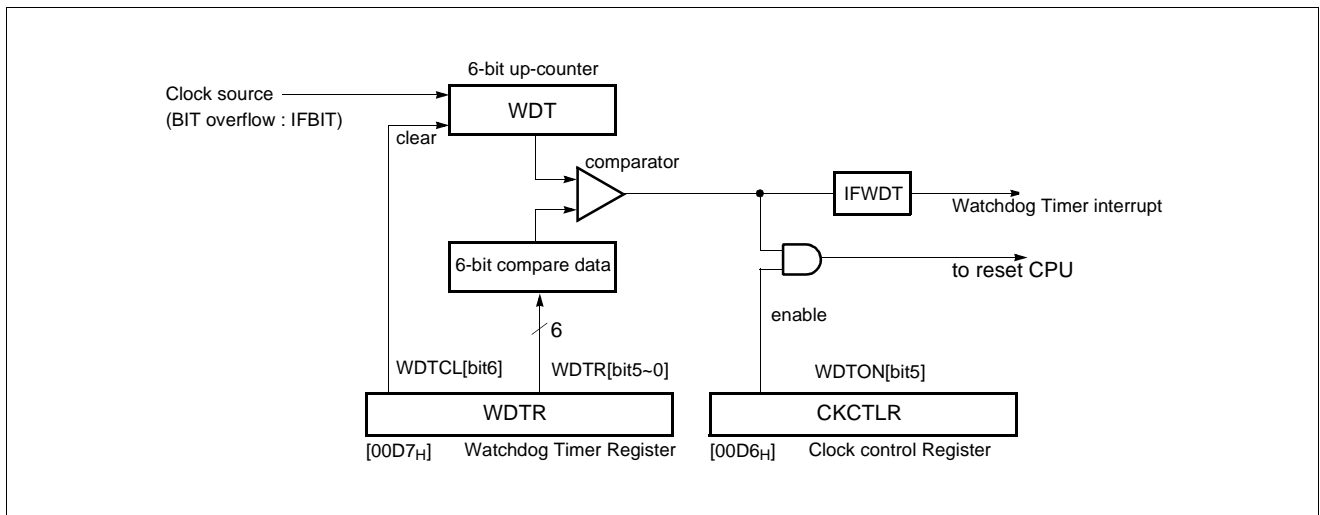 6-bit up-counter
Clock source
WDT
(BIT overflow : IFBIT)
clear
comparator
IFWDT
Watchdog Timer interrupt
6-bit compare data
to reset CPU
enable
6
WDTCL[bit6]
WDTR[bit5~0]
WDTON[bit5]
WDTR
CKCTLR
[00D7H]
Watchdog Timer Register
[00D6H]
Clock control Register